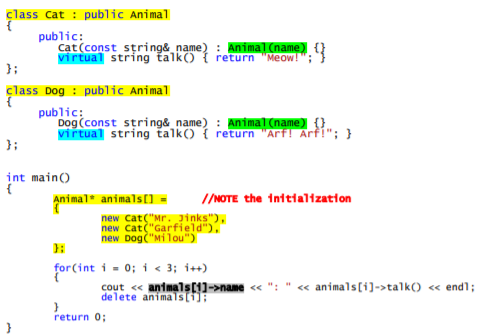 class Cat : public Animal
{
public:
Cat(const string& name) : Animal(name) {}
virtual string talk() { return "Meow!"; }
};
class Dog : public Animal
{
public:
Dog(const string& name) : Animal(name) {}
virtual string talk() { return "Arf! Arf!"; }
};
int main()
{
Animal* animals[] = //NOTE the initialization
{
new Cat("Mr. Jinks"),
new Cat("Garfield"),
new Dog("Milou")
};
for(int i = 0; i < 3; i++)
{
cout << animals[i]->name << ": " << animals[i]->talk() << endl;
delete animals[i];
}
return 0;
}